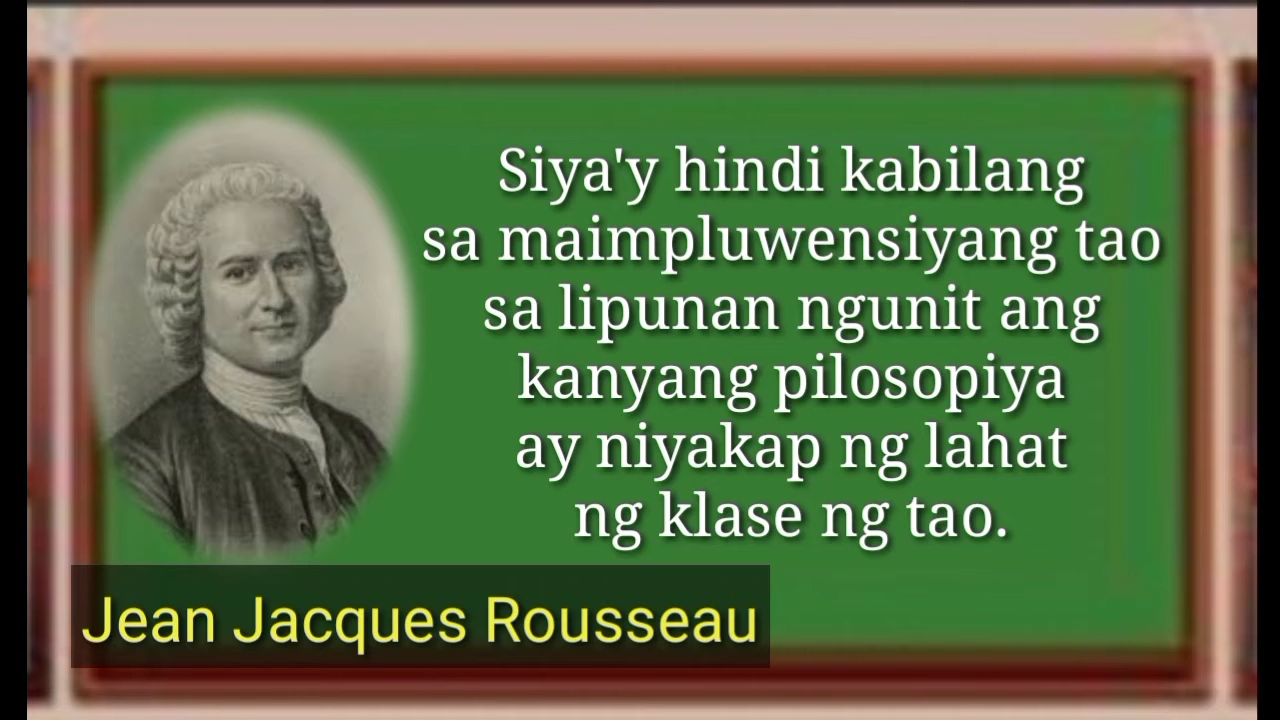 Siya'y hindi kabilang
sa maimpluwensiyang tao
sa lipunan ngunit ang
kanyang pilosopiya
ay niyakap ng lahat
ng klase ng tao.
Jean Jacques Rousseau